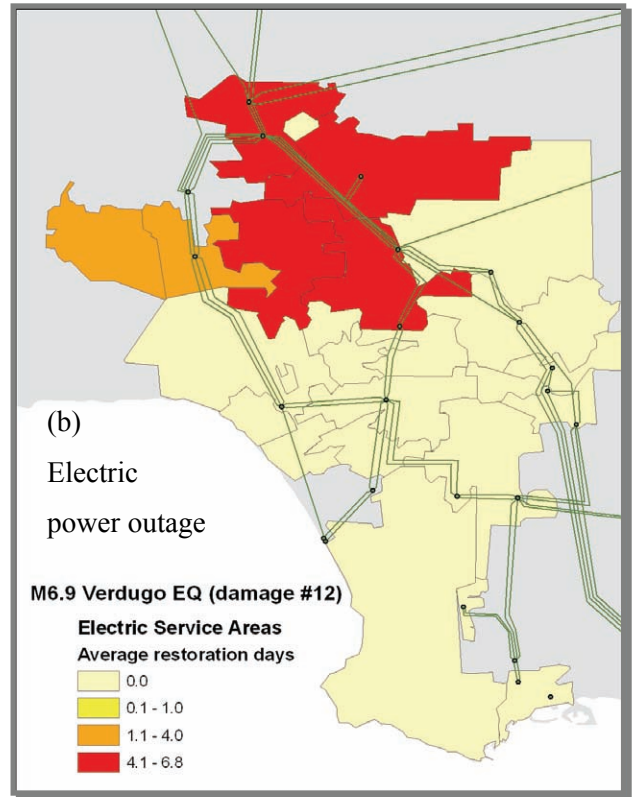 (b)
Electric
power outage
M6.9 Verdugo EQ (damage #12)
Electric Service Areas
Average restoration days
0.0
0.1 - 1.0
1.1 - 4.0
4.1 - 6.8